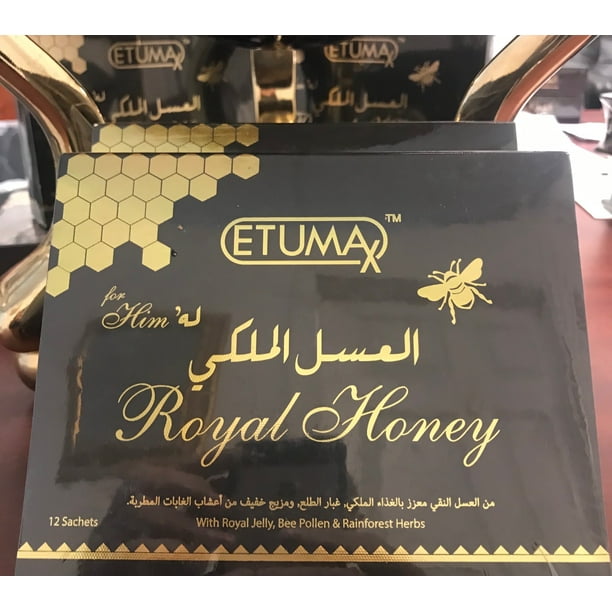 ETUMAX
ETUMAX
العسل الملكي
ETUMAX™
for Him له
العسل الملكي
Royal Honey
من العسل النقي معزز بالغذاء الملكي, غبار الطلع, ومزيج خفيف من أعشاب الغابات المطرية.
12 Sachets
With Royal Jelly, Bee Pollen & Rainforest Herbs